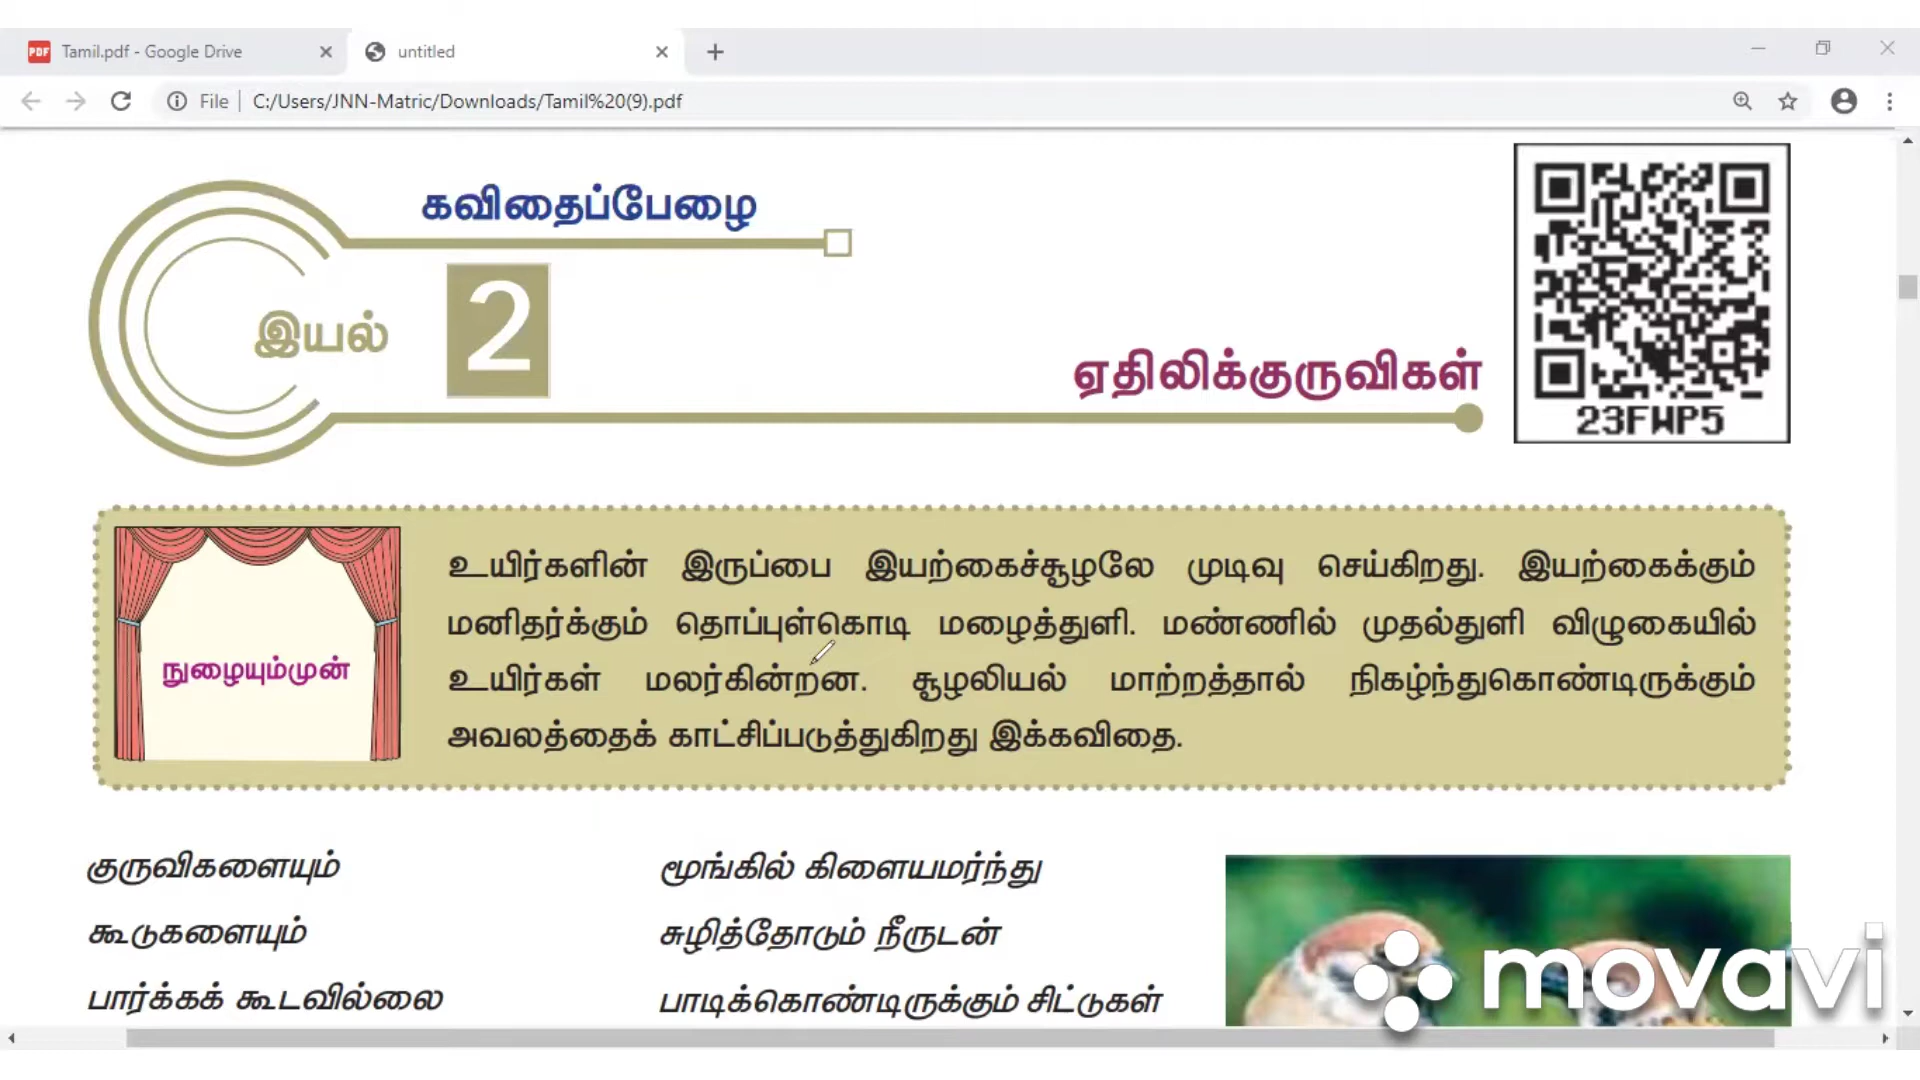 Tamil.pdf - Google Drive
untitled
File
C:/Users/JNN-Matric/Downloads/Tamil%20(9).pdf
கவிதைப்பேழை
இயல்
2
ஏதிலிக்குருவிகள்
23FWP5
நுழையும்முன்
உயிர்களின் இருப்பை இயற்கைச்சூழலே முடிவு செய்கிறது. இயற்கைக்கும்
மனிதர்க்கும் தொப்புள்கொடி மழைத்துளி. மண்ணில் முதல்துளி விழுகையில்
உயிர்கள் மலர்கின்றன. சூழலியல் மாற்றத்தால் நிகழ்ந்துகொண்டிருக்கும்
அவலத்தைக் காட்சிப்படுத்துகிறது இக்கவிதை.
குருவிகளையும்
கூடுகளையும்
பார்க்கக் கூடவில்லை
மூங்கில் கிளையமர்ந்து
சுழித்தோடும் நீருடன்
பாடிக்கொண்டிருக்கும் சிட்டுகள்
movavi
PDF